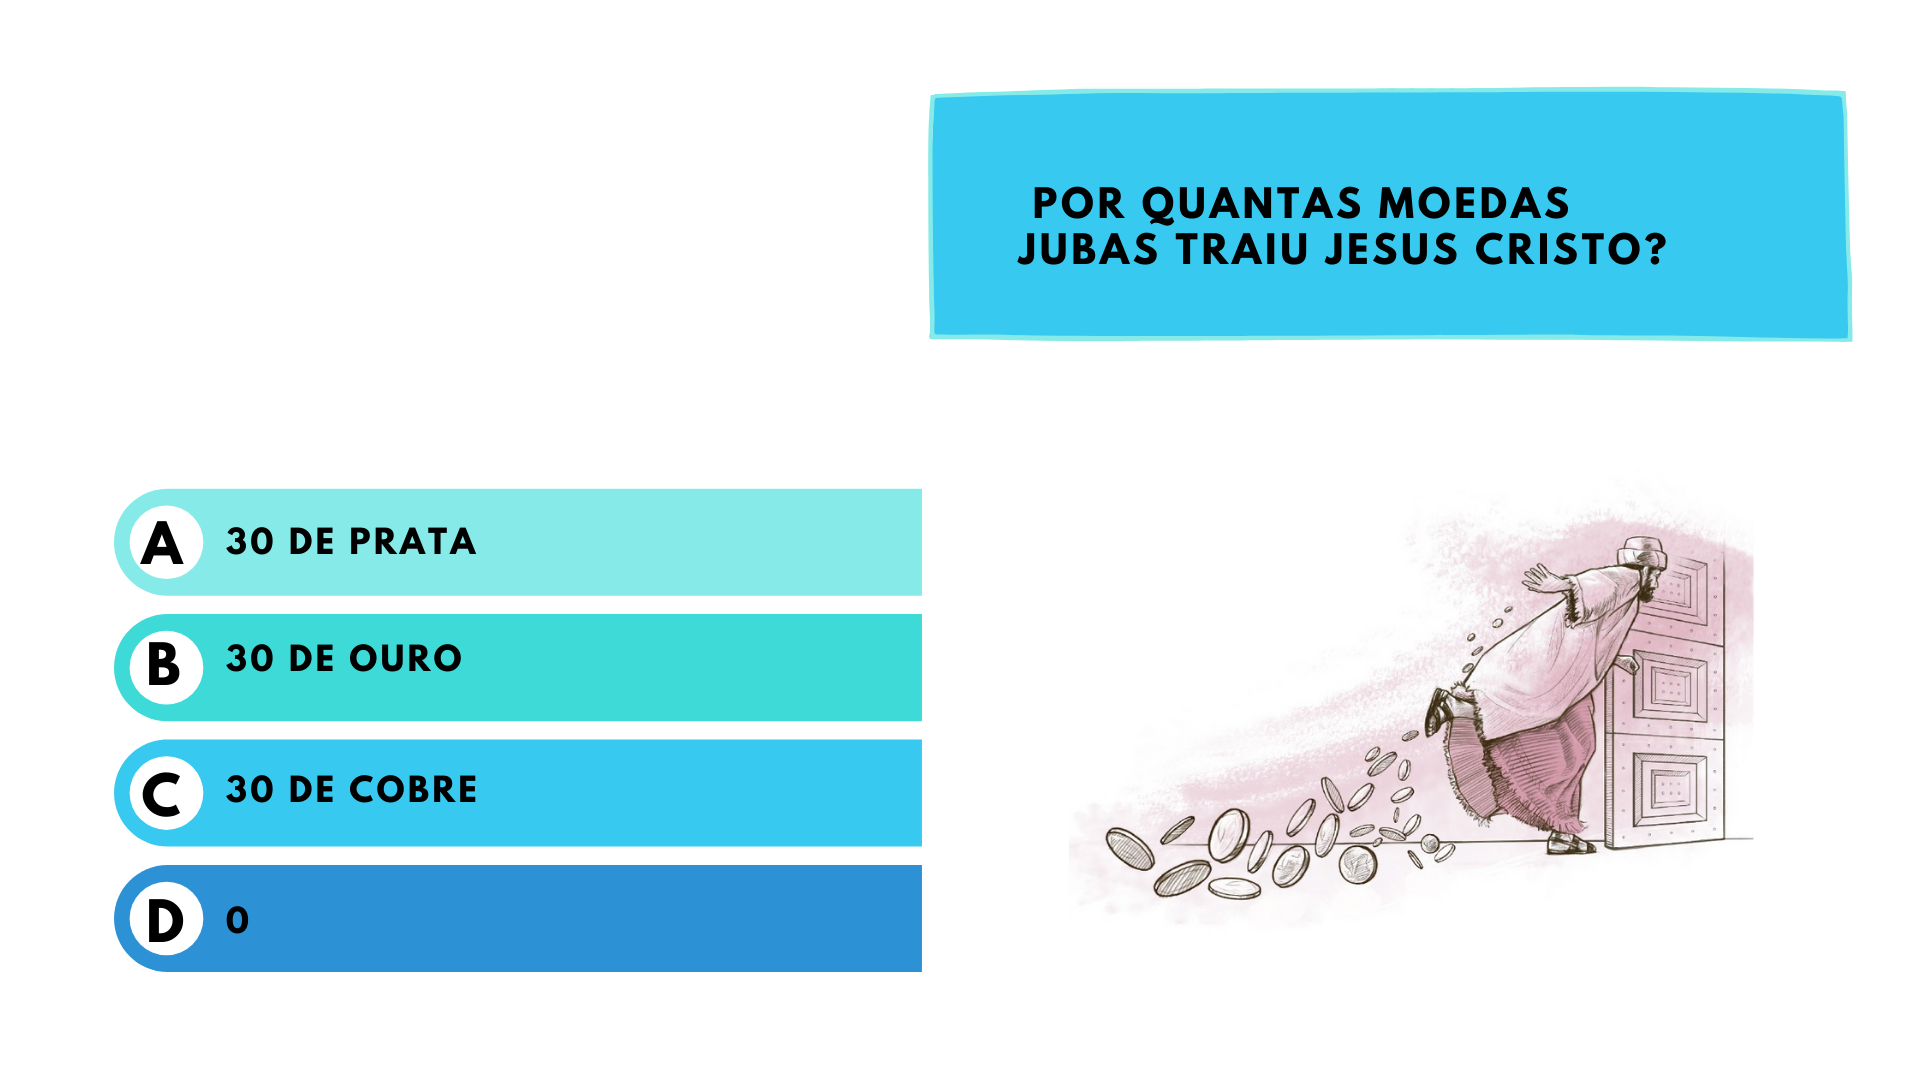 POR QUANTAS MOEDAS
JUBAS TRAIU JESUS CRISTO?
A 30 DE PRATA
B 30 DE OURO
C 30 DE COBRE
D 0